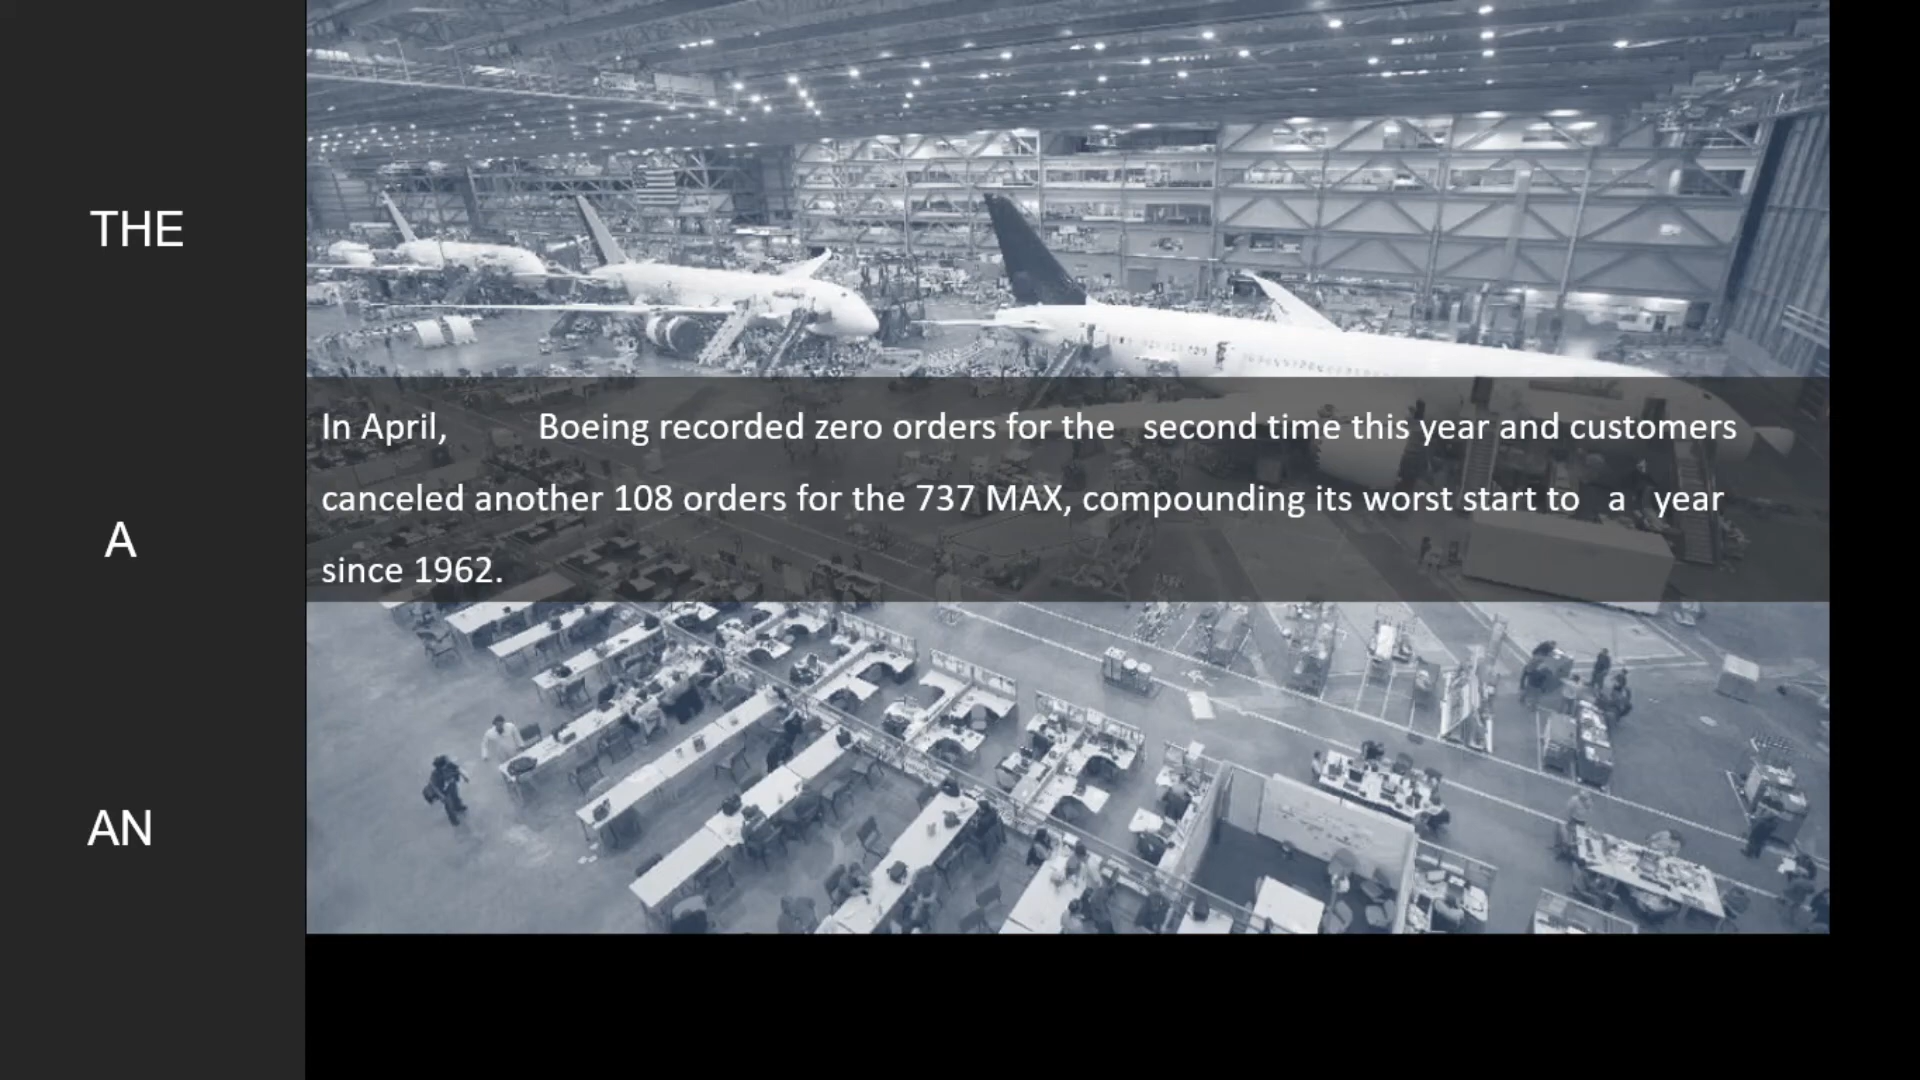 THE
A
AN
In April, Boeing recorded zero orders for the second time this year and customers
canceled another 108 orders for the 737 MAX, compounding its worst start to a year
since 1962.